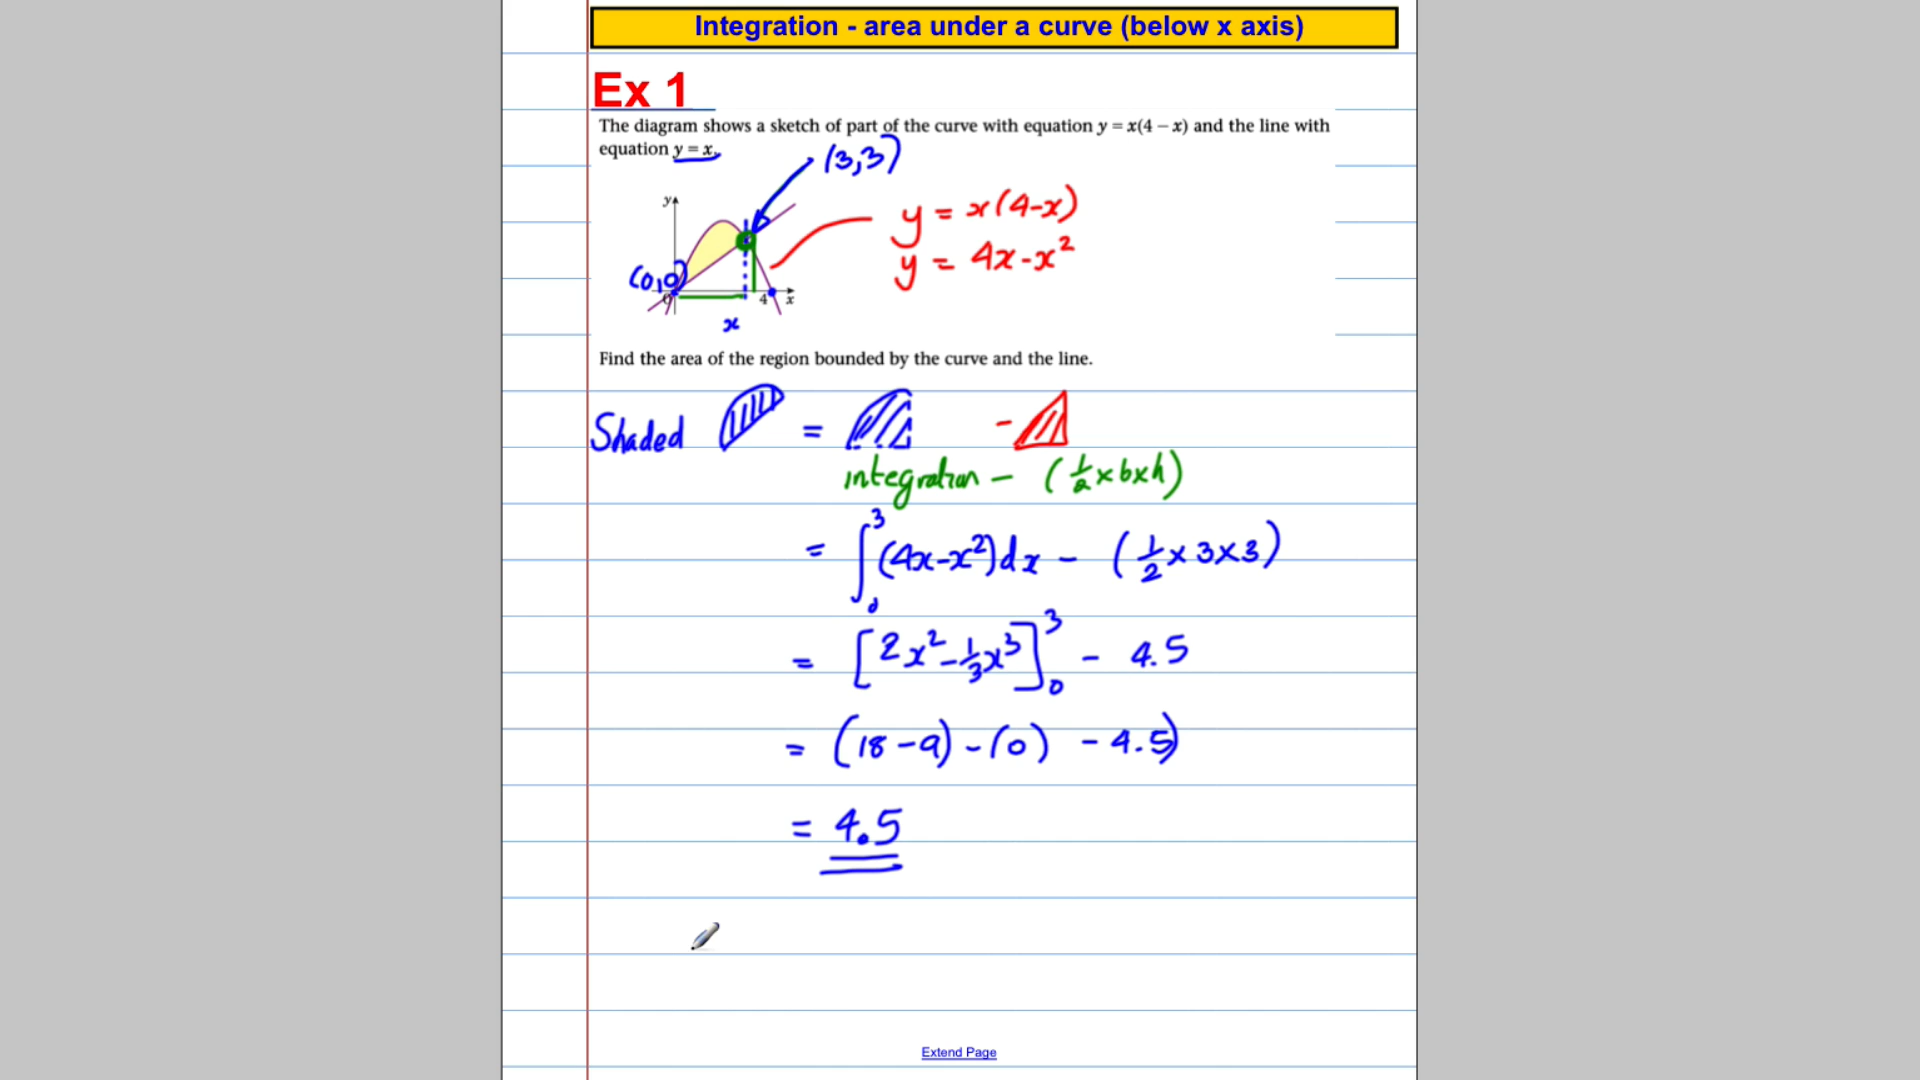 Integration - area under a curve (below x axis)
Ex 1
The diagram shows a sketch of part of the curve with equation y = x(4 – x) and the line with
equation y = x.
(3,3)
y
y = x(4-x)
y = 4x-x²
(0,0)
0 4 x
x
Find the area of the region bounded by the curve and the line.
Shaded = -
integration - (½ x b x h)
= ∫₀³ (4x-x²)dx - (½ x 3 x 3)
= [2x² - ⅓x³]₀³ - 4.5
= (18-9) - (0) - 4.5)
= 4.5
Extend Page